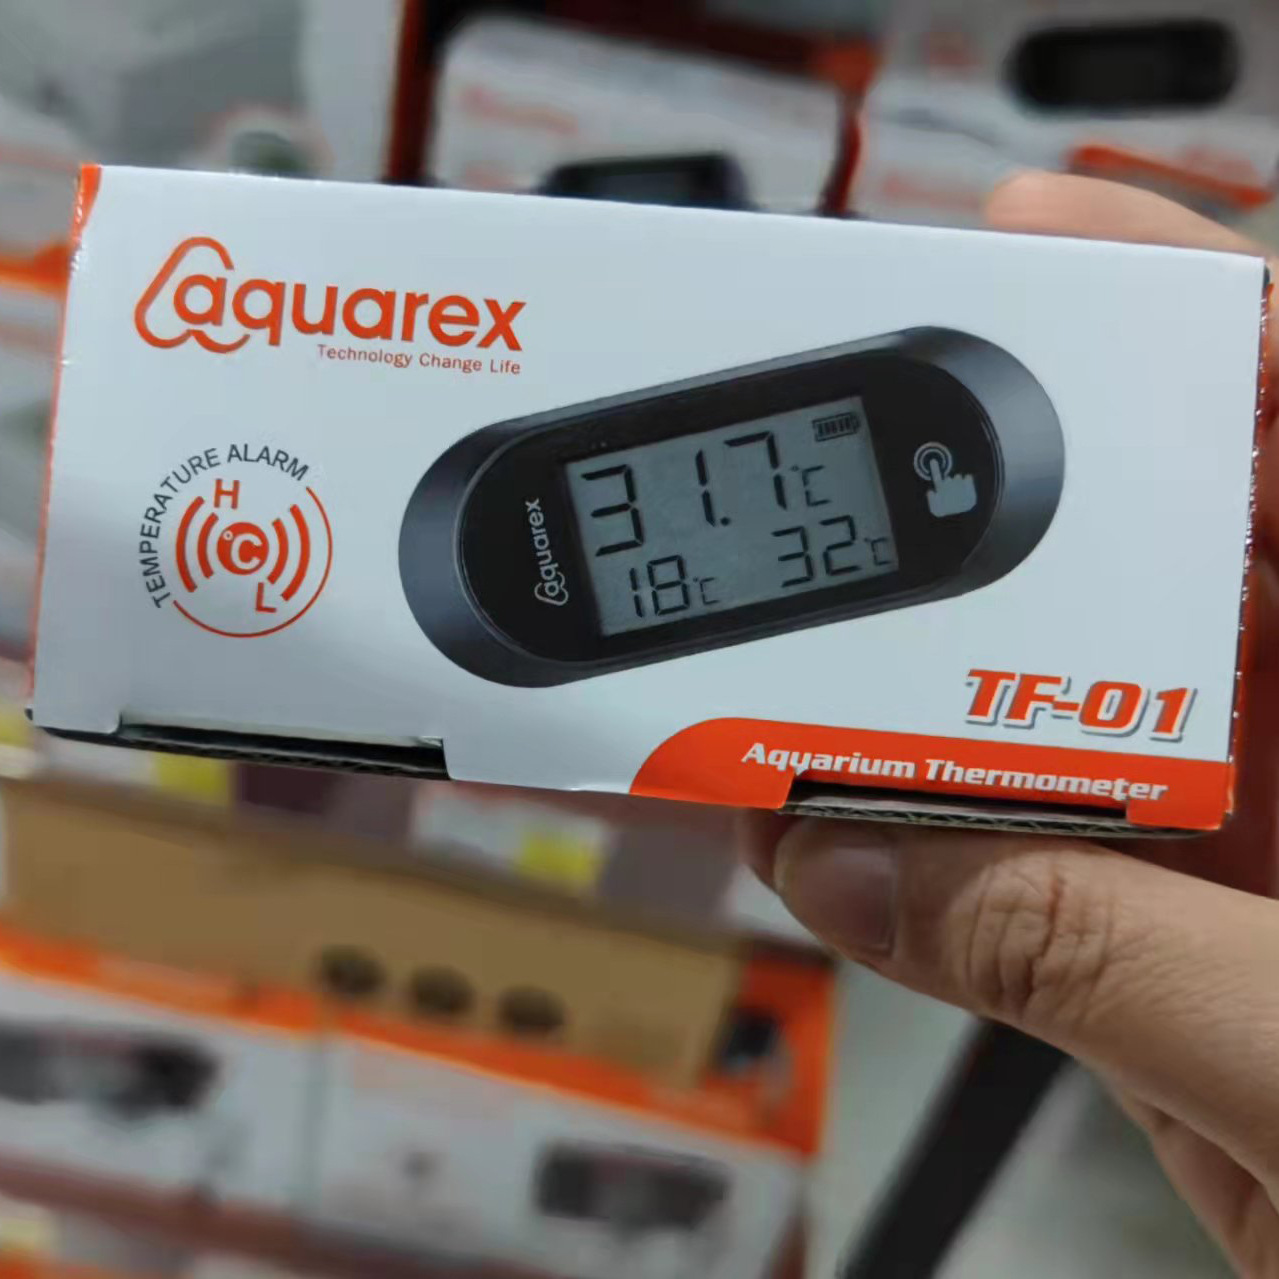 aquarex
Technology Change Life
TEMPERATURE ALARM
H
°C
L
31.7°C
18°C 32°C
aquarex
TF-01
Aquarium Thermometer